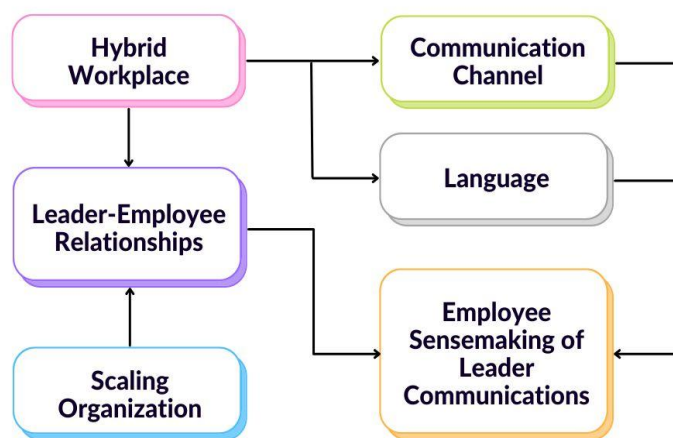 Hybrid
Workplace
Communication
Channel
Language
Leader-Employee
Relationships
Employee
Sensemaking of
Leader
Communications
Scaling
Organization